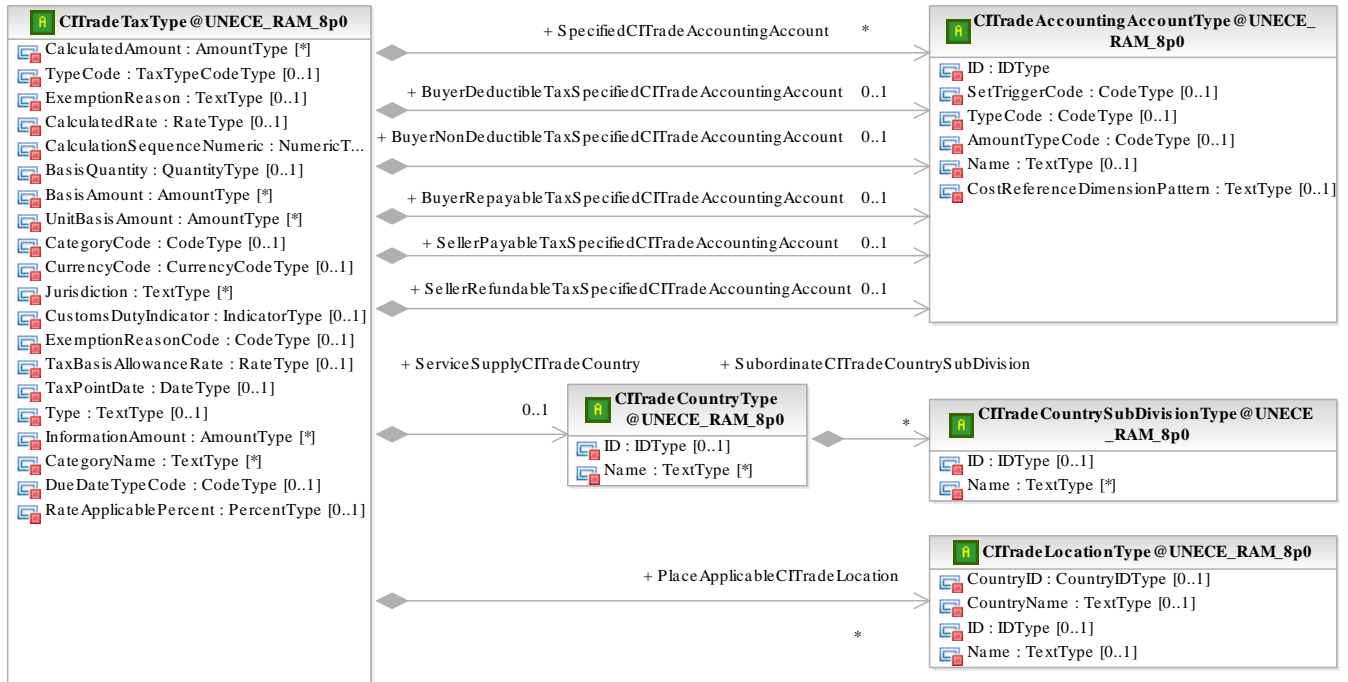 CITradeTaxType@UNECE_RAM_8p0
CalculatedAmount : AmountType [*]
TypeCode : TaxTypeCodeType [0..1]
ExemptionReason : TextType [0..1]
CalculatedRate : RateType [0..1]
CalculationSequenceNumeric : NumericT...
BasisQuantity : QuantityType [0..1]
BasisAmount : AmountType [*]
UnitBasisAmount : AmountType [*]
CategoryCode : CodeType [0..1]
CurrencyCode : CurrencyCodeType [0..1]
Jurisdiction : TextType [*]
CustomsDutyIndicator : IndicatorType [0..1]
ExemptionReasonCode : CodeType [0..1]
TaxBasisAllowanceRate : RateType [0..1]
TaxPointDate : DateType [0..1]
Type : TextType [0..1]
InformationAmount : AmountType [*]
CategoryName : TextType [*]
DueDateTypeCode : CodeType [0..1]
RateApplicablePercent : PercentType [0..1]
+ SpecifiedCITradeAccountingAccount *
+ BuyerDeductibleTaxSpecifiedCITradeAccountingAccount 0..1
+ BuyerNonDeductibleTaxSpecifiedCITradeAccountingAccount 0..1
+ BuyerRepayableTaxSpecifiedCITradeAccountingAccount 0..1
+ SellerPayableTaxSpecifiedCITradeAccountingAccount 0..1
+ SellerRefundableTaxSpecifiedCITradeAccountingAccount 0..1
CITradeAccountingAccountType@UNECE_
RAM_8p0
ID : IDType
SetTriggerCode : CodeType [0..1]
TypeCode : CodeType [0..1]
AmountTypeCode : CodeType [0..1]
Name : TextType [0..1]
CostReferenceDimensionPattern : TextType [0..1]
+ ServiceSupplyCITradeCountry
0..1
CITradeCountryType
@UNECE_RAM_8p0
ID : IDType [0..1]
Name : TextType [*]
+ SubordinateCITradeCountrySubDivision
*
CITradeCountrySubDivisionType@UNECE
_RAM_8p0
ID : IDType [0..1]
Name : TextType [*]
+ PlaceApplicableCITradeLocation
*
CITradeLocationType@UNECE_RAM_8p0
CountryID : CountryIDType [0..1]
CountryName : TextType [0..1]
ID : IDType [0..1]
Name : TextType [0..1]